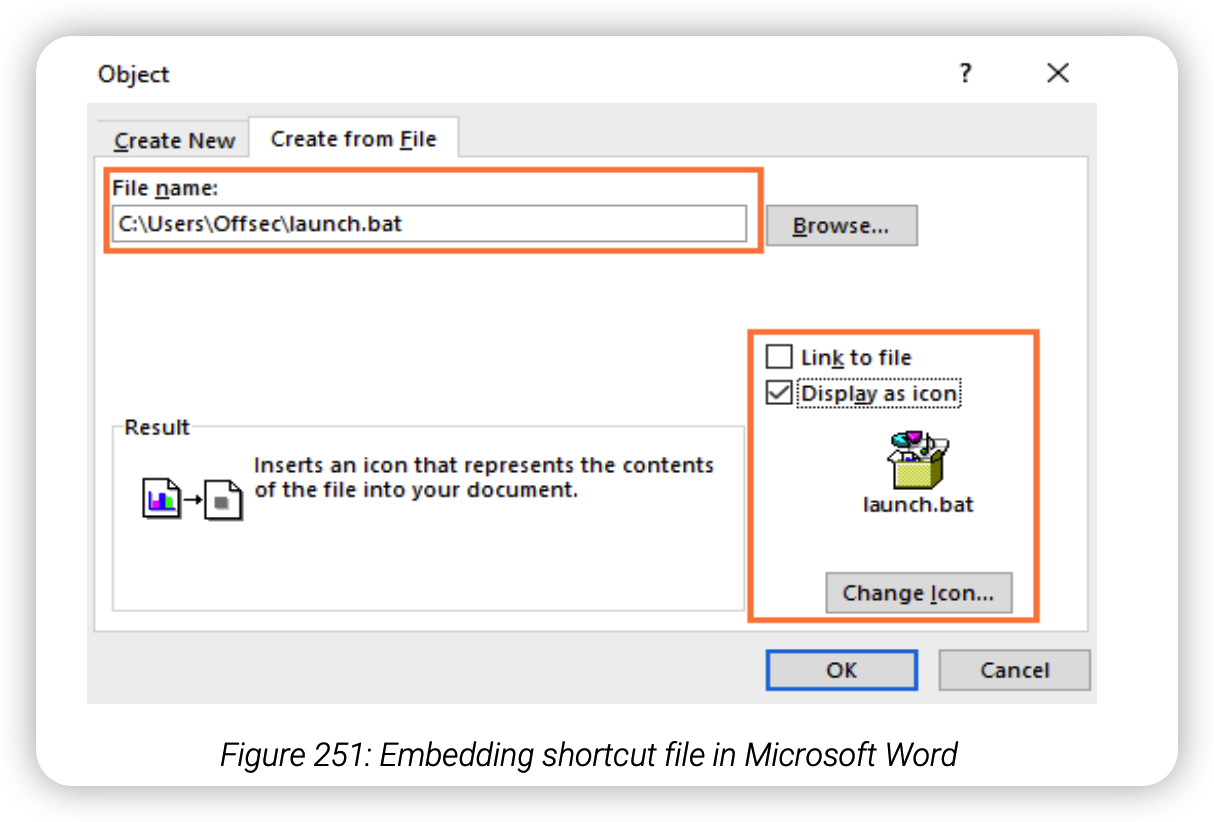 Object
?
Create New
Create from File
File name:
C:\Users\Offsec\launch.bat
Browse...
Link to file
Display as icon
launch.bat
Change Icon...
Result
Inserts an icon that represents the contents
of the file into your document.
OK
Cancel
Figure 251: Embedding shortcut file in Microsoft Word